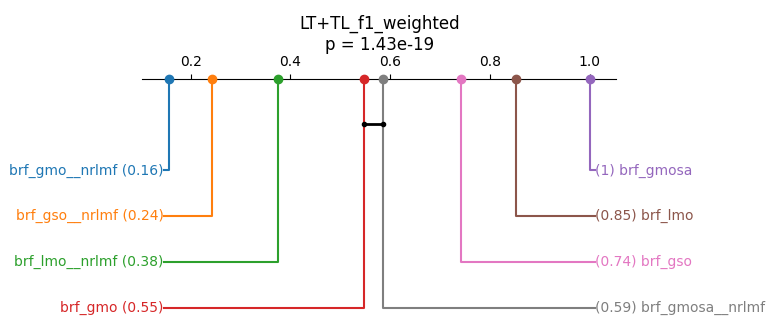 LT+TL_f1_weighted
p = 1.43e-19
0.2 0.4 0.6 0.8 1.0
brf_gmo__nrlmf (0.16) (1) brf_gmosa
brf_gso__nrlmf (0.24) (0.85) brf_lmo
brf_lmo__nrlmf (0.38) (0.74) brf_gso
brf_gmo (0.55) (0.59) brf_gmosa__nrlmf